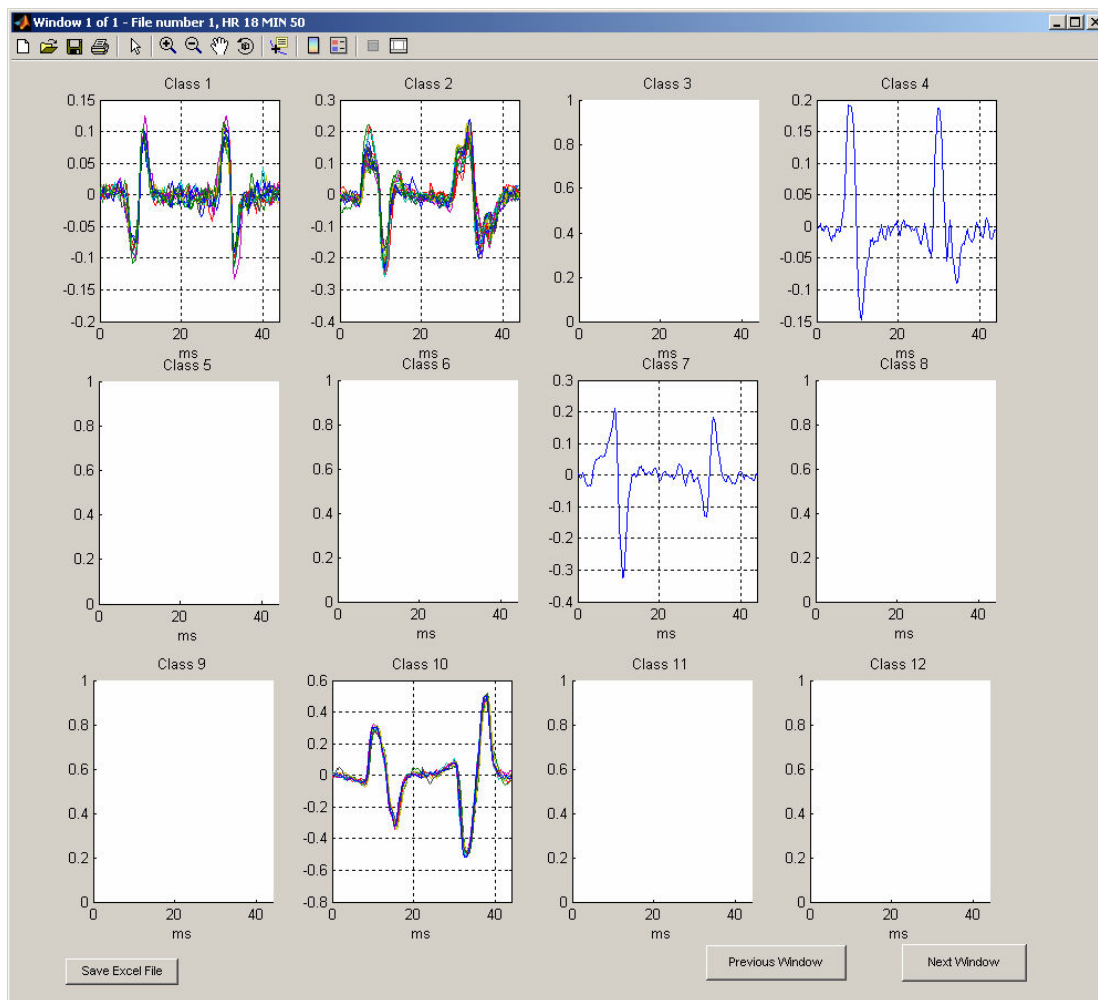 Window 1 of 1 - File number 1, HR 18 MIN 50
Class 1
0.15
0.1
0.05
0
-0.05
-0.1
-0.15
-0.2
0 20 40
ms
Class 2
0.3
0.2
0.1
0
-0.1
-0.2
-0.3
-0.4
0 20 40
ms
Class 3
1
0.8
0.6
0.4
0.2
0
0 20 40
ms
Class 4
0.2
0.15
0.1
0.05
0
-0.05
-0.1
-0.15
0 20 40
ms
Class 5
1
0.8
0.6
0.4
0.2
0
0 20 40
ms
Class 6
1
0.8
0.6
0.4
0.2
0
0 20 40
ms
Class 7
0.3
0.2
0.1
0
-0.1
-0.2
-0.3
-0.4
0 20 40
ms
Class 8
1
0.8
0.6
0.4
0.2
0
0 20 40
ms
Class 9
1
0.8
0.6
0.4
0.2
0
0 20 40
ms
Class 10
0.6
0.4
0.2
0
-0.2
-0.4
-0.6
-0.8
0 20 40
ms
Class 11
1
0.8
0.6
0.4
0.2
0
0 20 40
ms
Class 12
1
0.8
0.6
0.4
0.2
0
0 20 40
ms
Save Excel File
Previous Window
Next Window